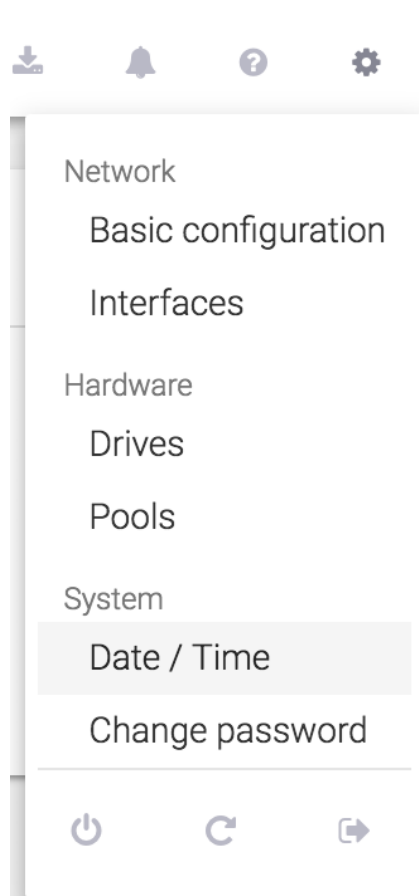 Network
Basic configuration
Interfaces
Hardware
Drives
Pools
System
Date / Time
Change password